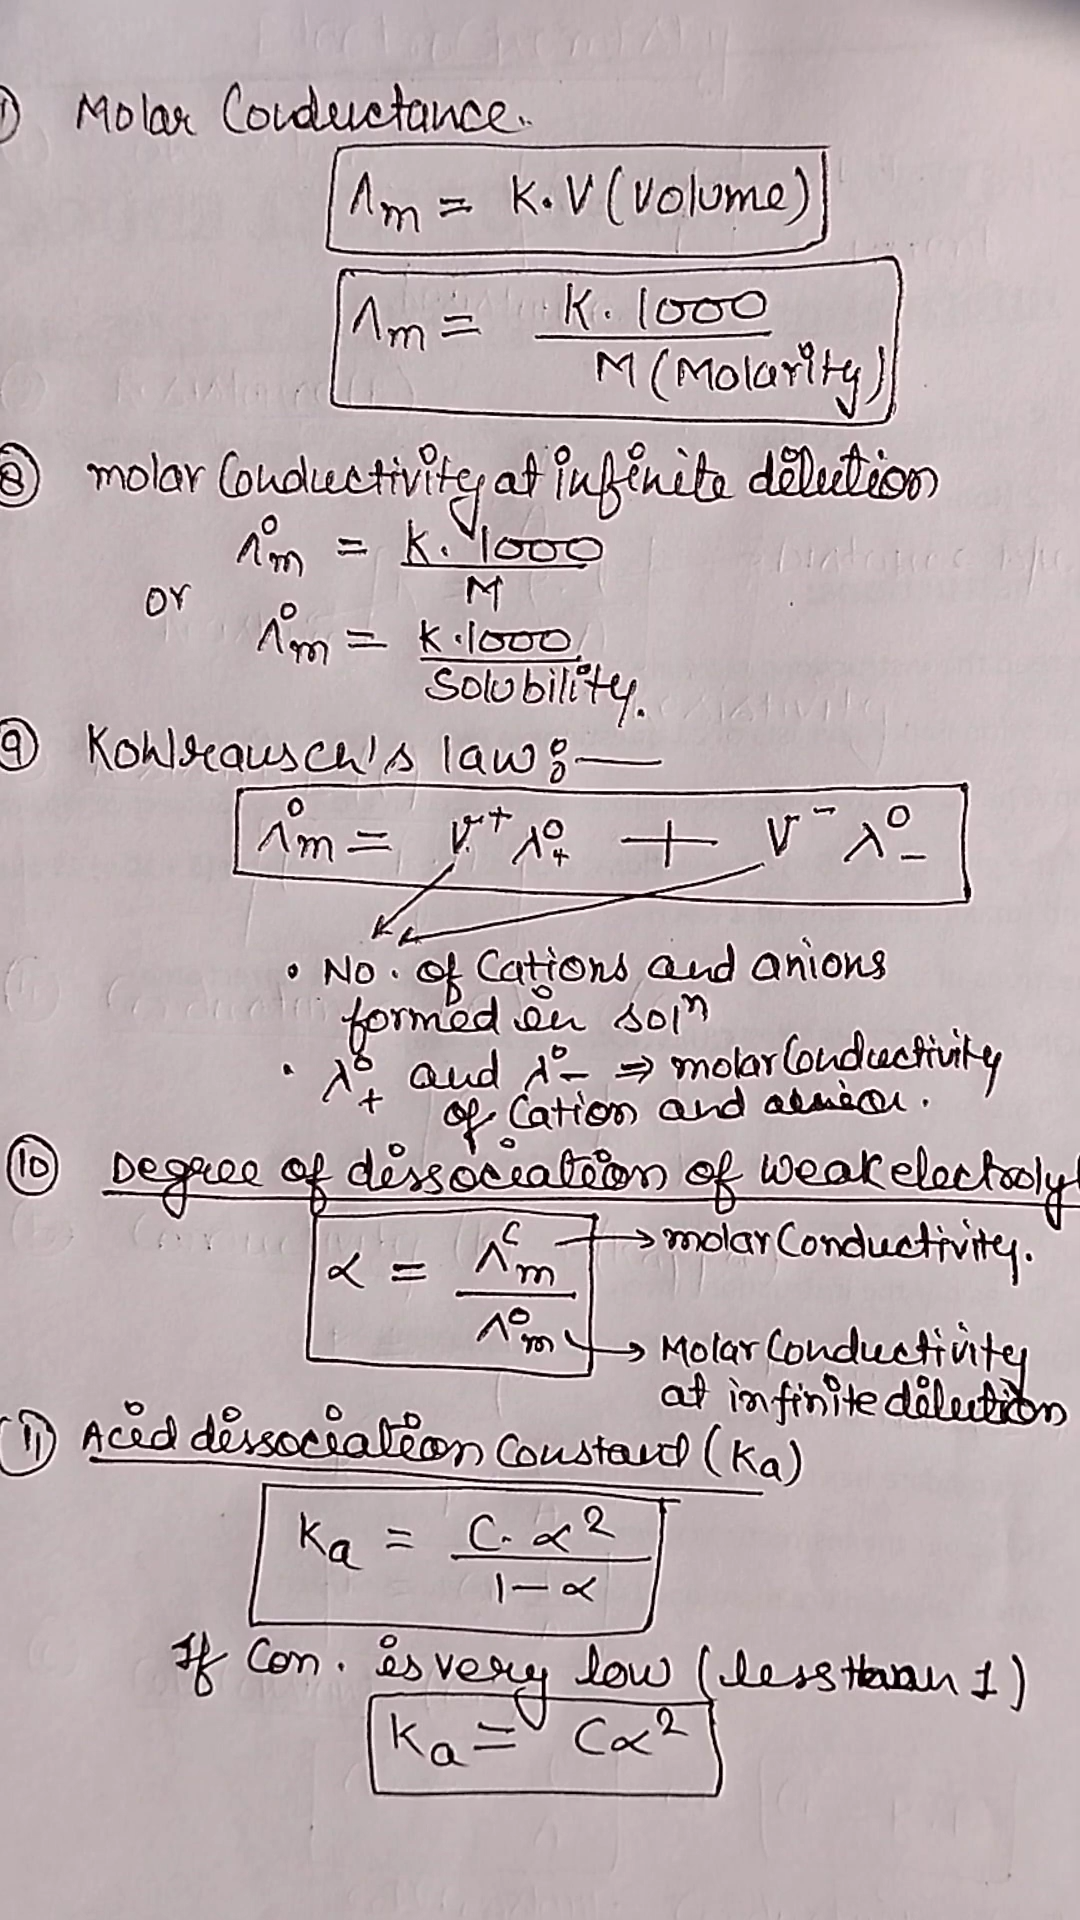 Molar Conductance.
Λm = K.V (Volume)
Λm = K. 1000 / M (Molarity)
⑧ molar Conductivity at infinite dilution
Λ°m = K. 1000 / M
or
Λ°m = K.1000 / Solubility.
⑨ Kohlrausch's law:—
Λ°m = V⁺ λ°₊ + V⁻ λ°₋
• No. of Cations and anions
formed in solⁿ
• λ°₊ and λ°₋ ⇒ molar Conductivity
of Cation and anion.
⑩ Degree of dissociation of weak electrolyt
α = Λᶜm / Λ°m
→ molar Conductivity.
→ Molar Conductivity
at infinite dilution
⑪ Acid dissociation Constant (Ka)
Ka = C. α² / 1-α
If Con. is very low (less than 1)
Ka = Cα²